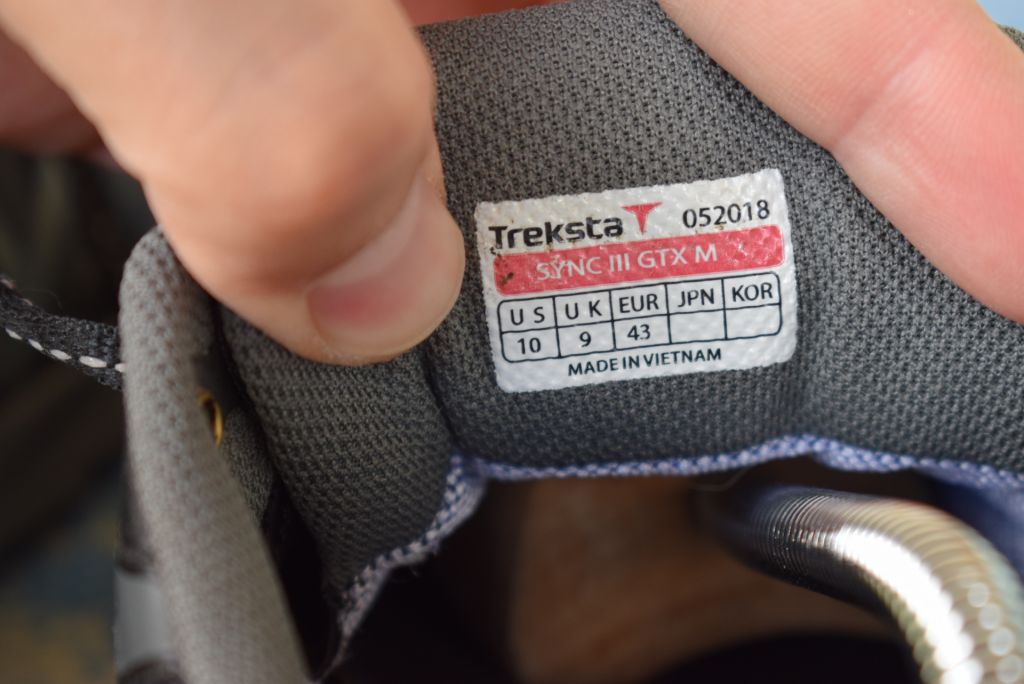 Treksta 052018
SYNC III GTX M
US UK EUR JPN KOR
10 9 43
MADE IN VIETNAM